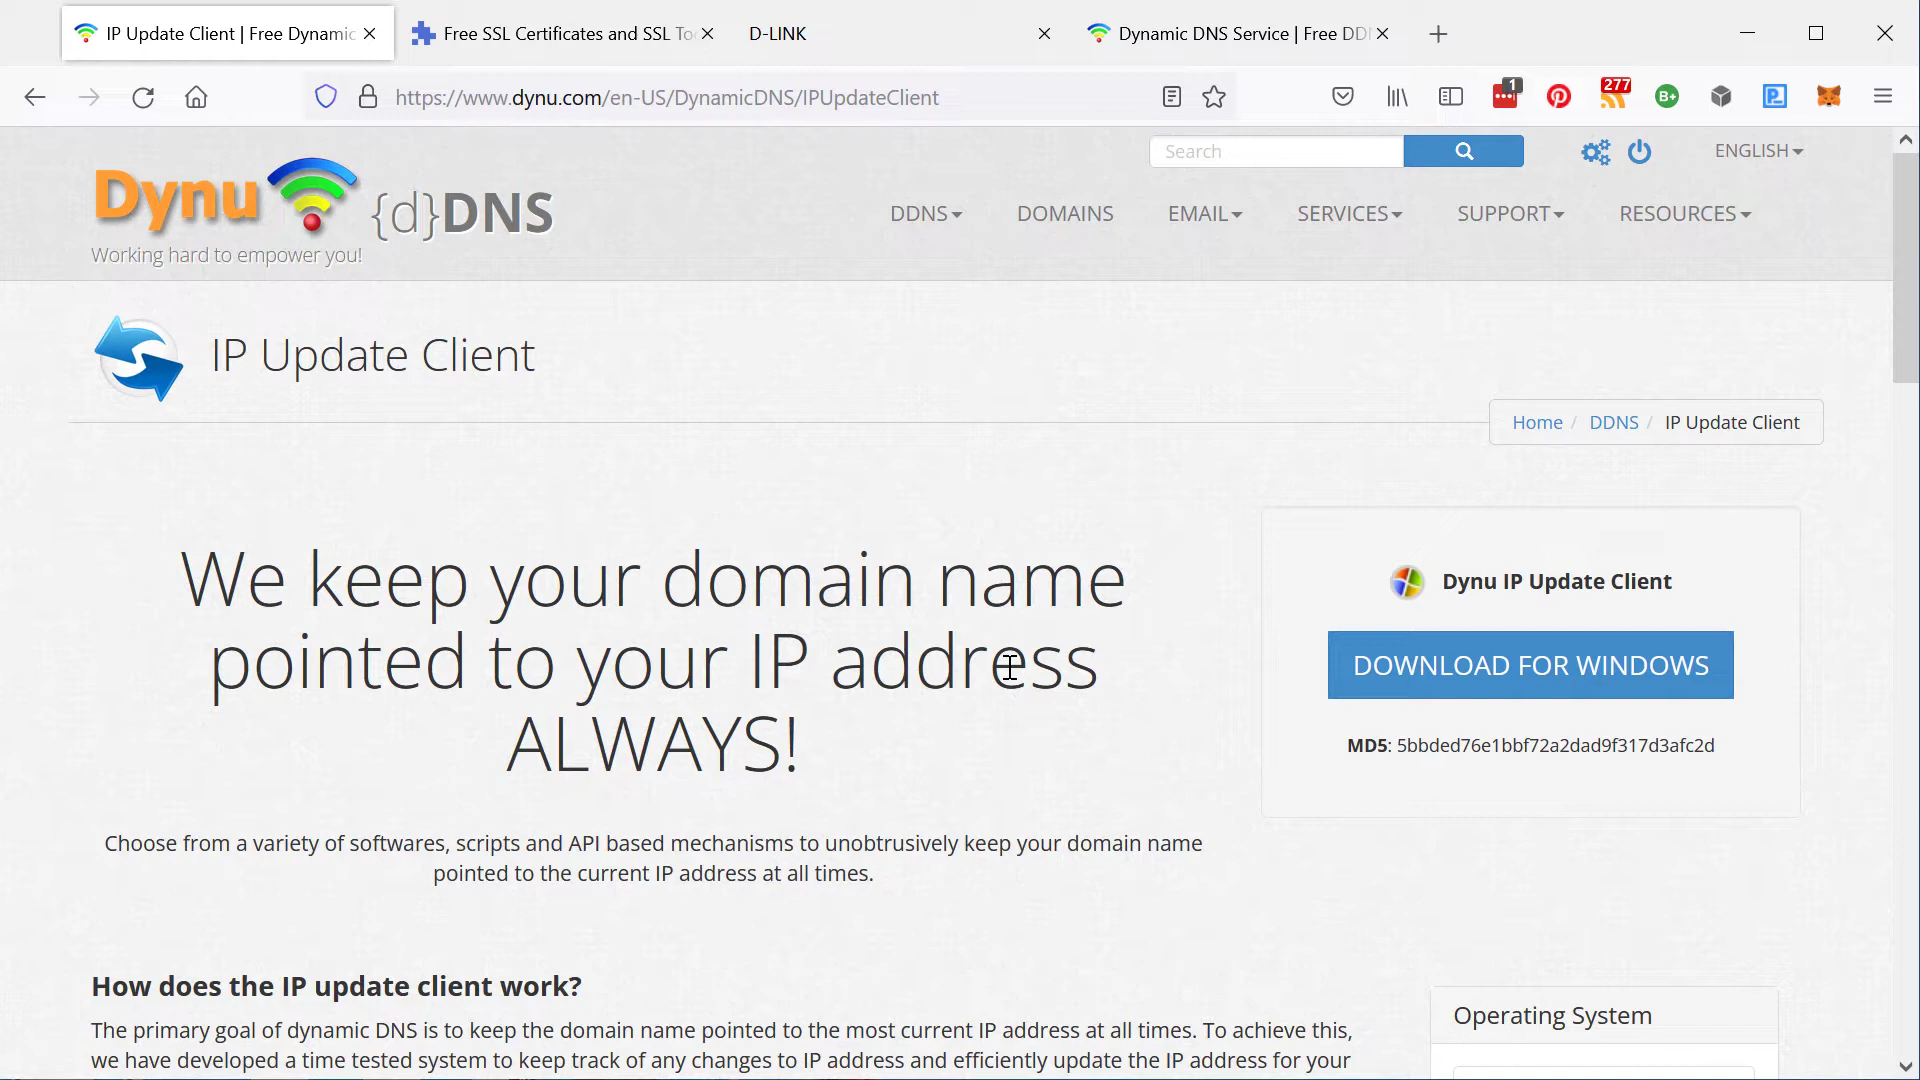 IP Update Client | Free Dynamic
Free SSL Certificates and SSL To
D-LINK
Dynamic DNS Service | Free DD
https://www.dynu.com/en-US/DynamicDNS/IPUpdateClient
1
277
B+
Search
ENGLISH
Dynu {d}DNS
Working hard to empower you!
DDNS DOMAINS EMAIL SERVICES SUPPORT RESOURCES
IP Update Client
Home / DDNS / IP Update Client
We keep your domain name
pointed to your IP address
ALWAYS!
Dynu IP Update Client
DOWNLOAD FOR WINDOWS
MD5: 5bbded76e1bbf72a2dad9f317d3afc2d
Choose from a variety of softwares, scripts and API based mechanisms to unobtrusively keep your domain name
pointed to the current IP address at all times.
How does the IP update client work?
The primary goal of dynamic DNS is to keep the domain name pointed to the most current IP address at all times. To achieve this,
we have developed a time tested system to keep track of any changes to IP address and efficiently update the IP address for your
Operating System